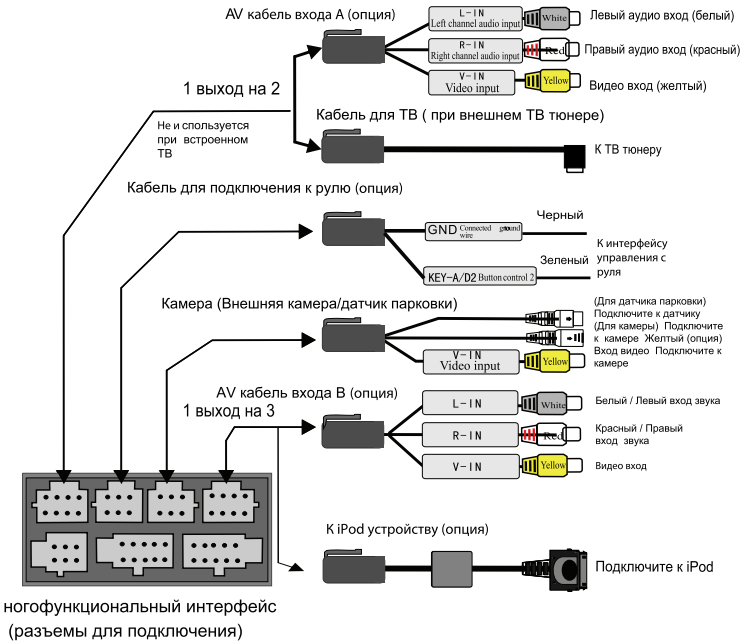 AV кабель входа А (опция)
L-IN
Left channel audio input
White
Левый аудио вход (белый)
R-IN
Right channel audio input
Red
Правый аудио вход (красный)
V-IN
Video input
Yellow
Видео вход (желтый)
1 выход на 2
Кабель для ТВ ( при внешнем ТВ тюнере)
Не и спользуется
при встроенном
ТВ
К ТВ тюнеру
Кабель для подключения к рулю (опция)
GND Connected ground
wire
Черный
К интерфейсу
управления с
руля
Зеленый
KEY-A/D2 Button control 2
Камера (Внешняя камера/датчик парковки)
(Для датчика парковки)
Подключите к датчику
(Для камеры) Подключите
к камере Желтый (опция)
Вход видео Подключите к
камере
V-IN
Video input
Yellow
AV кабель входа В (опция)
1 выход на 3
L-IN
White
Белый / Левый вход звука
R-IN
Red
Красный / Правый
вход звука
V-IN
Yellow
Видео вход
К iPod устройству (опция)
Подключите к iPod
ногофункциональный интерфейс
(разъемы для подключения)